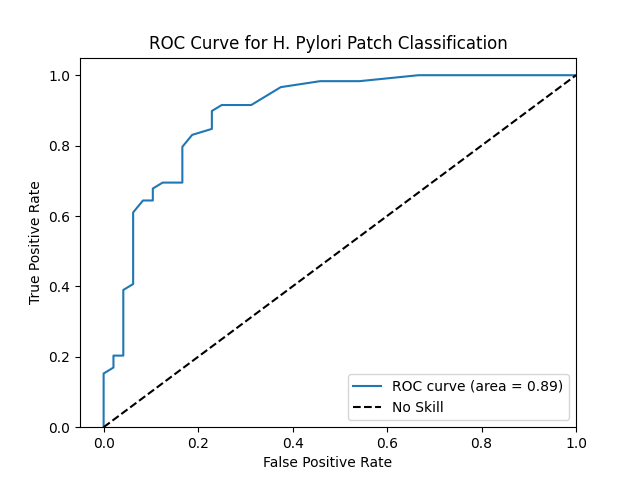 ROC Curve for H. Pylori Patch Classification
True Positive Rate
1.0
0.8
0.6
0.4
0.2
0.0
ROC curve (area = 0.89)
No Skill
0.0 0.2 0.4 0.6 0.8 1.0
False Positive Rate